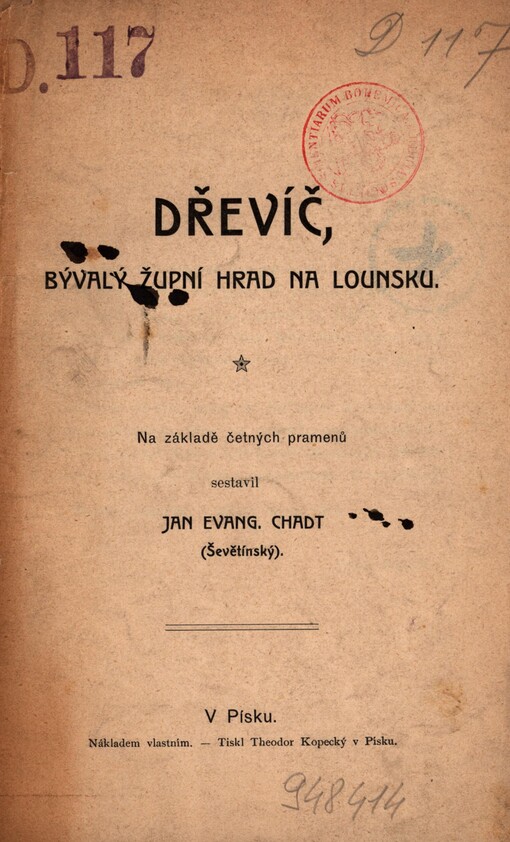 D.117
D 117
DŘEVÍČ,
BÝVALÝ ŽUPNÍ HRAD NA LOUNSKU.
Na základě četných pramenů
sestavil
JAN EVANG. CHADT
(Ševětínský).
V Písku.
Nákladem vlastním. — Tiskl Theodor Kopecký v Písku.
948414